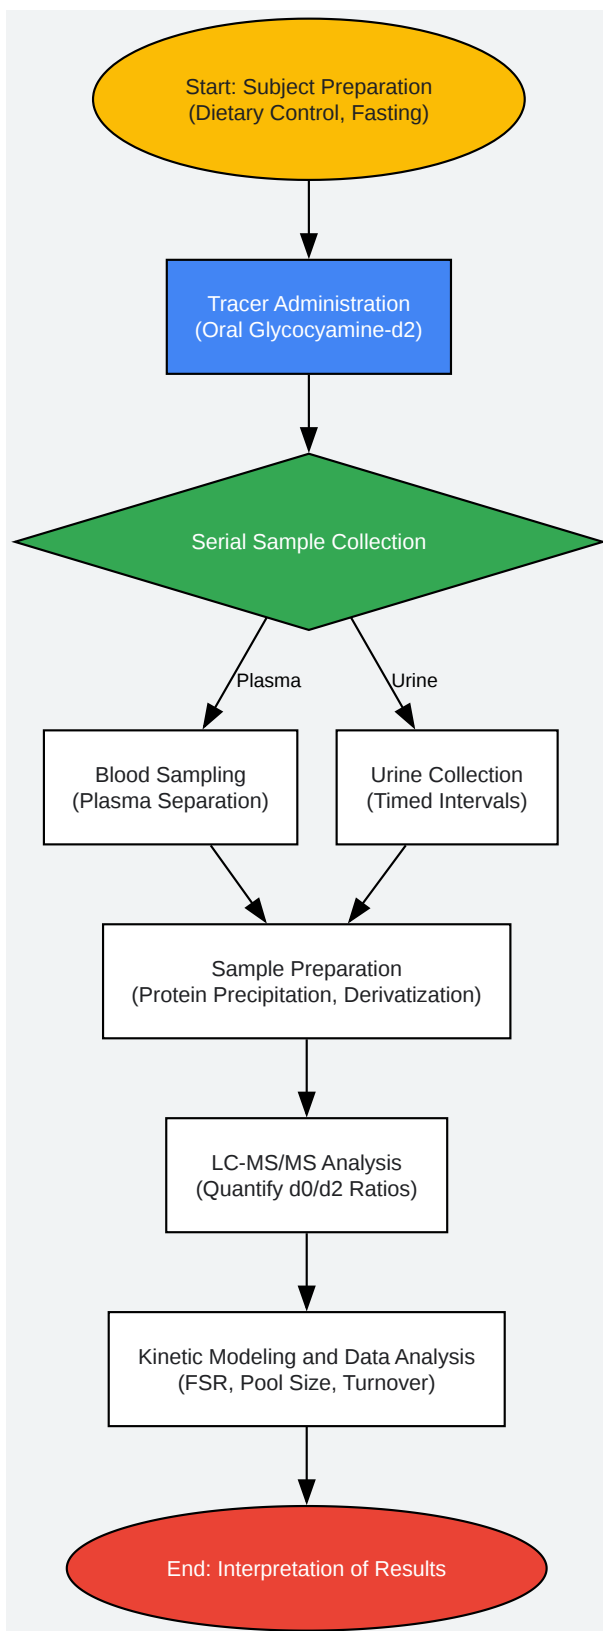 Start: Subject Preparation
(Dietary Control, Fasting)
Tracer Administration
(Oral Glycocyamine-d2)
Serial Sample Collection
Plasma
Urine
Blood Sampling
(Plasma Separation)
Urine Collection
(Timed Intervals)
Sample Preparation
(Protein Precipitation, Derivatization)
LC-MS/MS Analysis
(Quantify d0/d2 Ratios)
Kinetic Modeling and Data Analysis
(FSR, Pool Size, Turnover)
End: Interpretation of Results